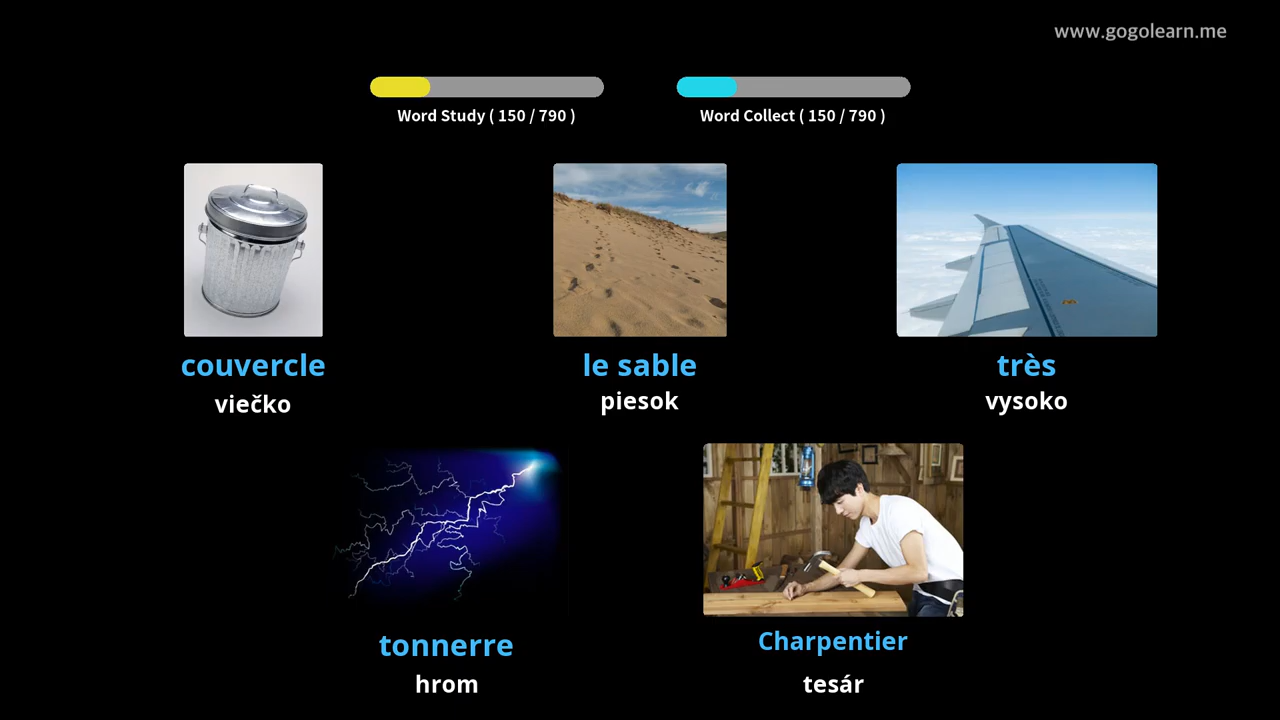 www.gogolearn.me
Word Study ( 150 / 790 )
Word Collect ( 150 / 790 )
couvercle
viečko
le sable
piesok
très
vysoko
tonnerre
hrom
Charpentier
tesár